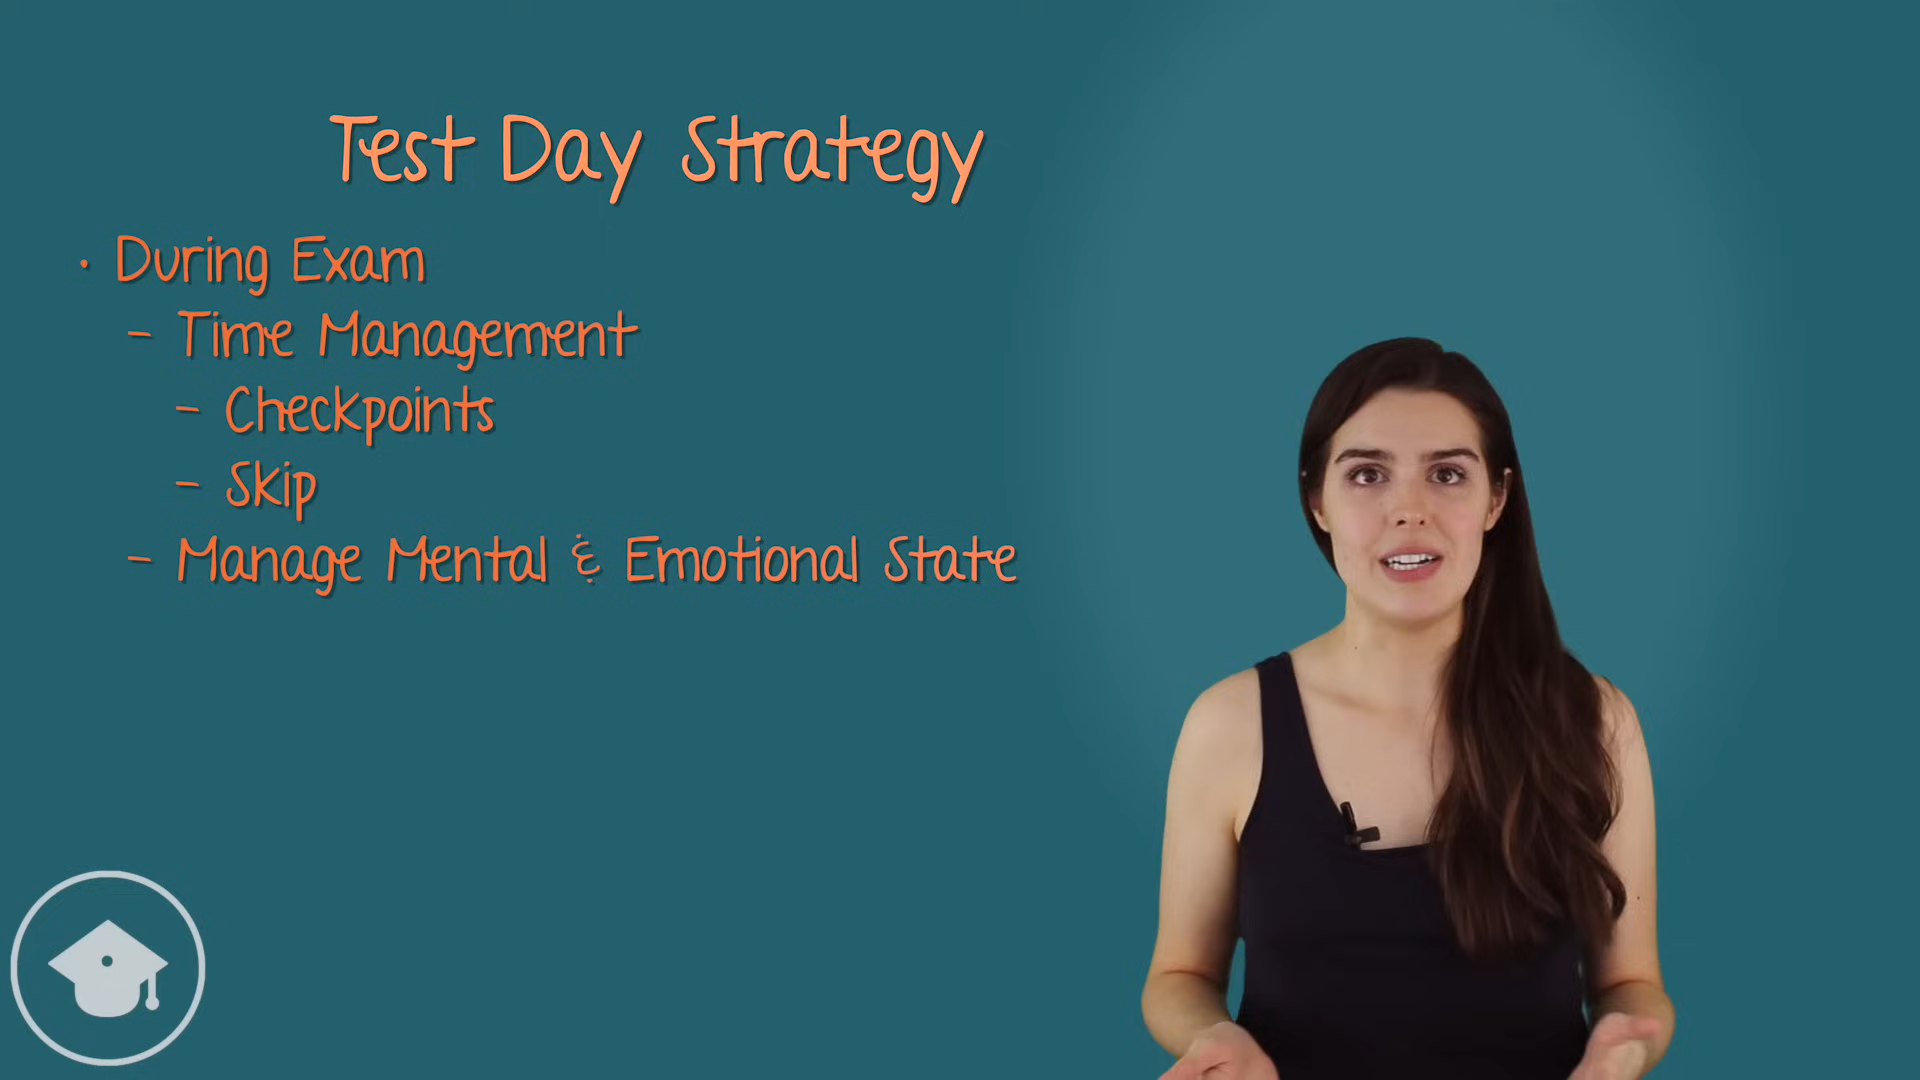 Test Day Strategy
• During Exam
– Time Management
– Checkpoints
– Skip
– Manage Mental & Emotional State